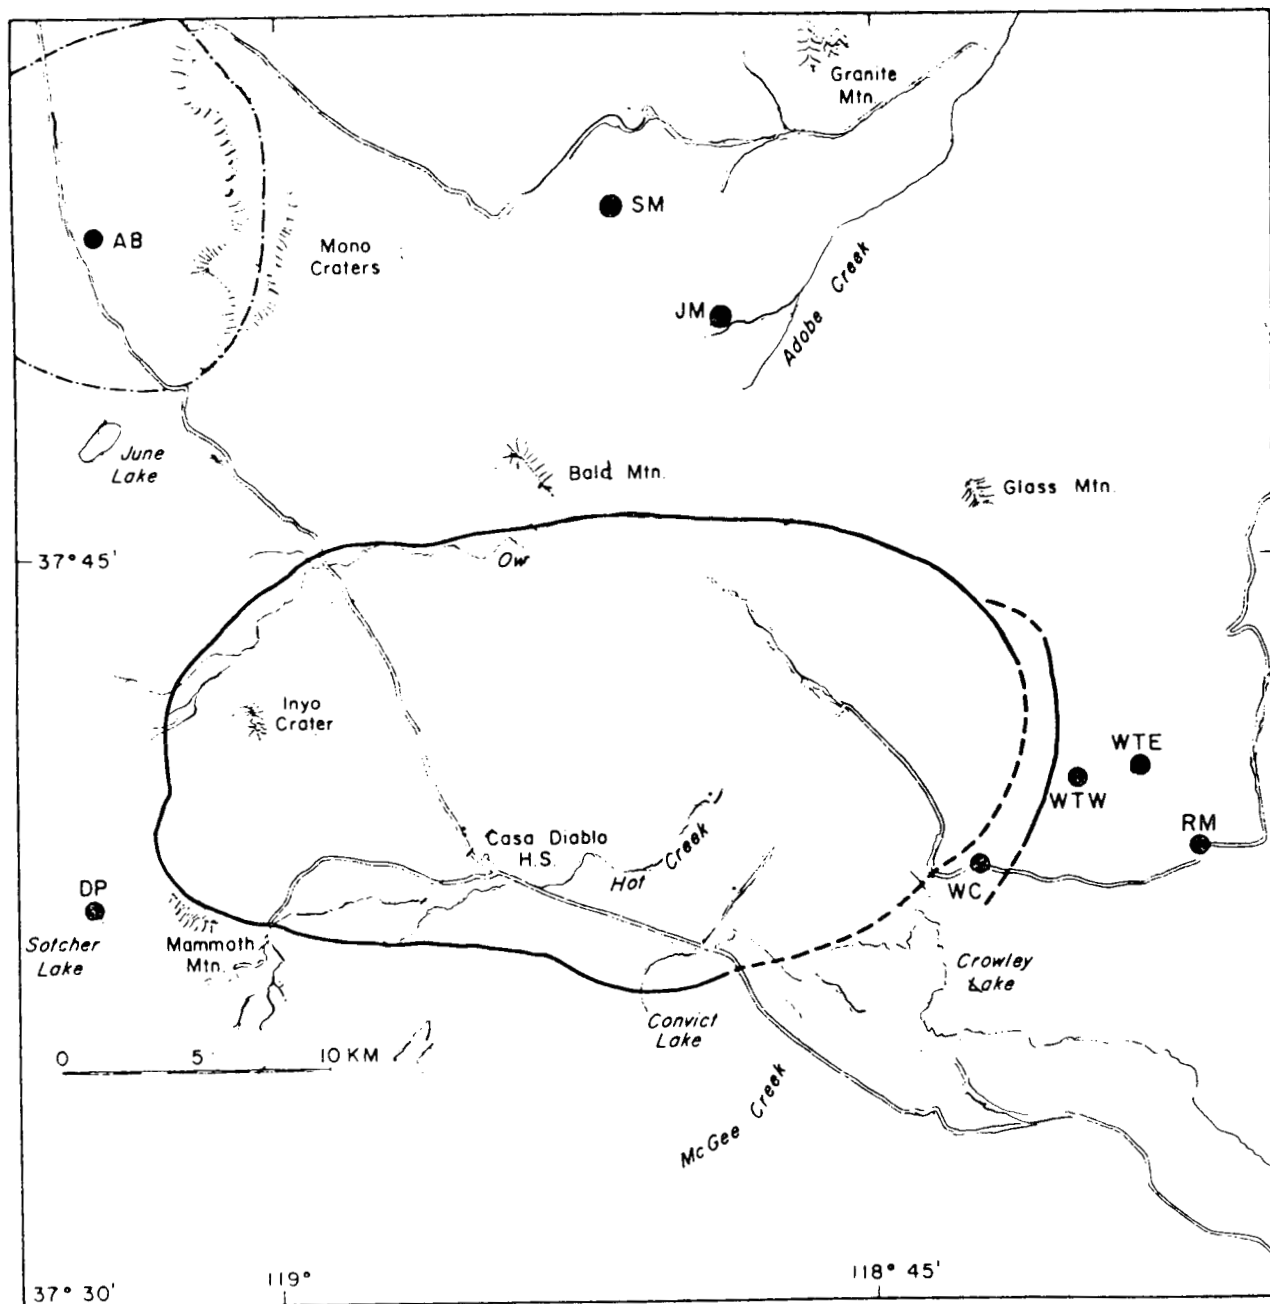 Granite
Mtn.
SM
AB
Mono
Craters
JM
Adobe Creek
June
Lake
Bald Mtn.
Glass Mtn.
37° 45'
Ow
Inyo
Crater
WTE
WTW
RM
Casa Diablo
H.S.
Hot Creek
WC
DP
Sotcher
Lake
Mammoth
Mtn.
Crowley
Lake
Convict
Lake
0 5 10 KM
McGee Creek
37° 30'
119°
118° 45'